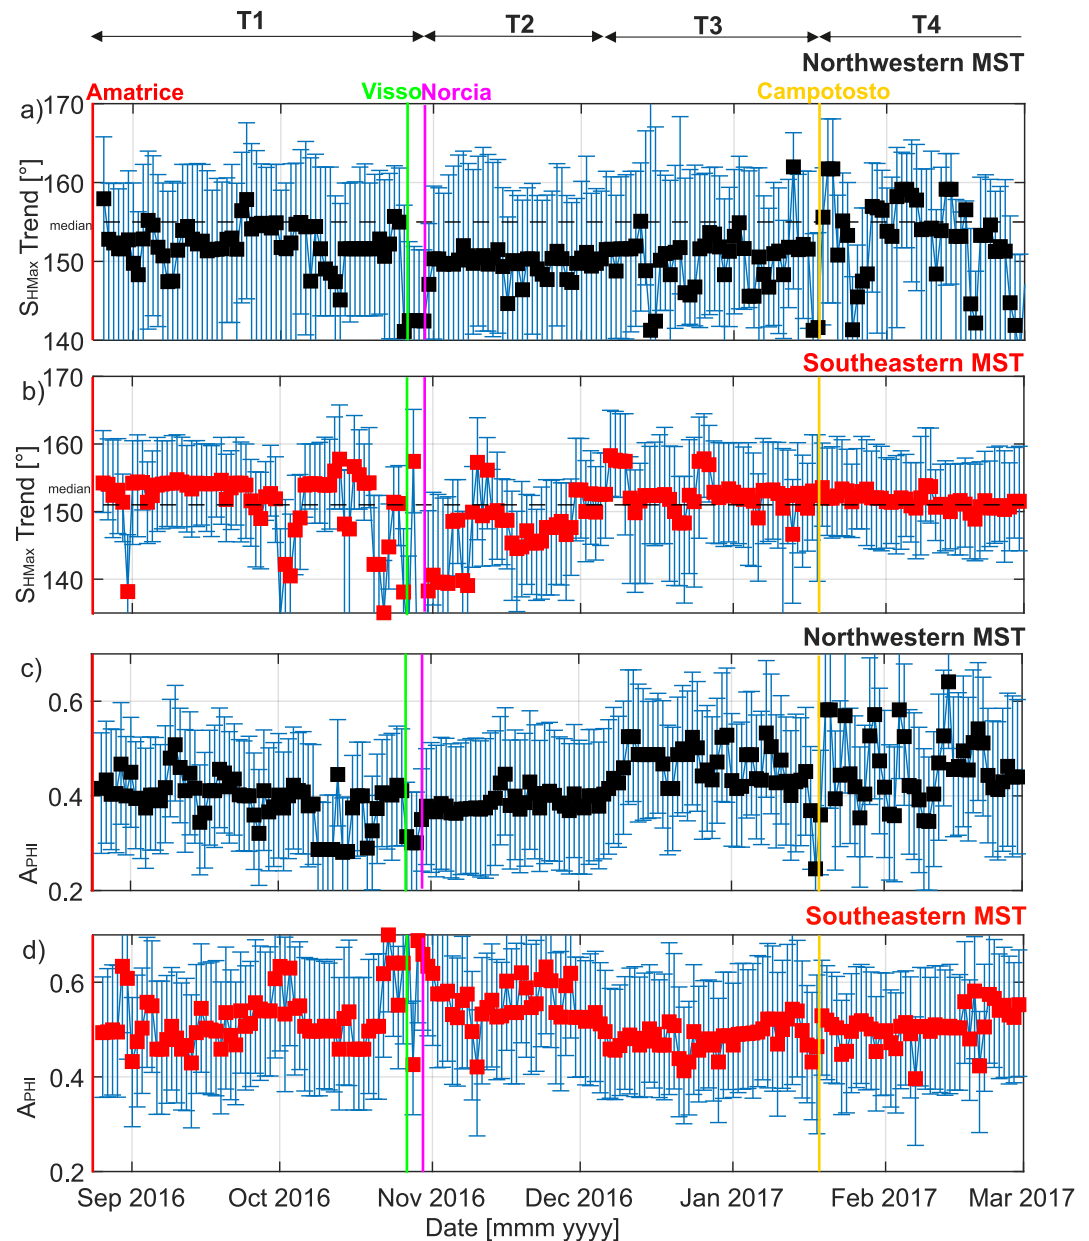 T1 T2 T3 T4
Northwestern MST
Amatrice Visso Norcia Campotosto
a)
170
160
median
150
140
SHMax Trend [°]
Southeastern MST
b)
170
160
median
150
140
SHMax Trend [°]
Northwestern MST
c)
0.6
0.4
0.2
APHI
Southeastern MST
d)
0.6
0.4
0.2
APHI
Sep 2016 Oct 2016 Nov 2016 Dec 2016 Jan 2017 Feb 2017 Mar 2017
Date [mmm yyyy]